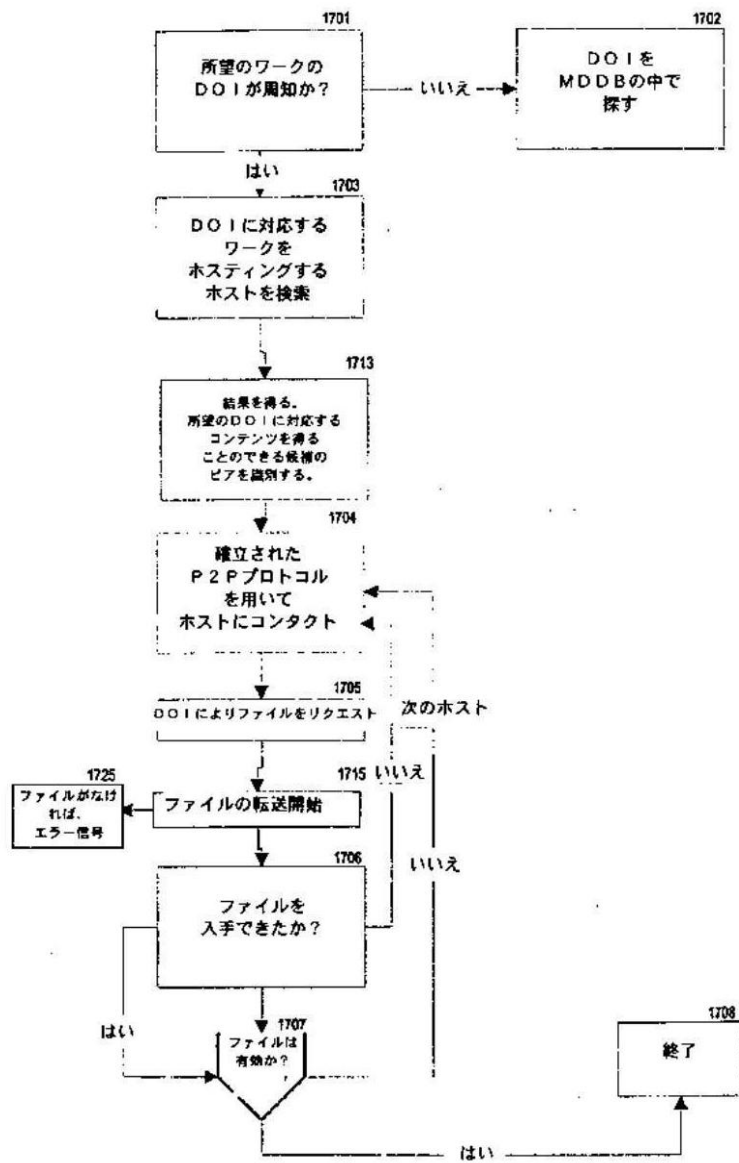 1701
所望のワークの
DOIが周知か？
いいえ
1702
DOIを
MDDBの中で
探す
はい
1703
DOIに対応する
ワークを
ホスティングする
ホストを検索
1713
結果を得る。
所望のDOIに対応する
コンテンツを得る
ことのできる候補の
ピアを識別する。
1704
確立された
P2Pプロトコル
を用いて
ホストにコンタクト
1705
DOIによりファイルをリクエスト
次のホスト
1715
ファイルの転送開始
いいえ
1725
ファイルがなけ
れば、
エラー信号
1706
ファイルを
入手できたか？
いいえ
はい
1707
ファイルは
有効か？
1708
終了
はい